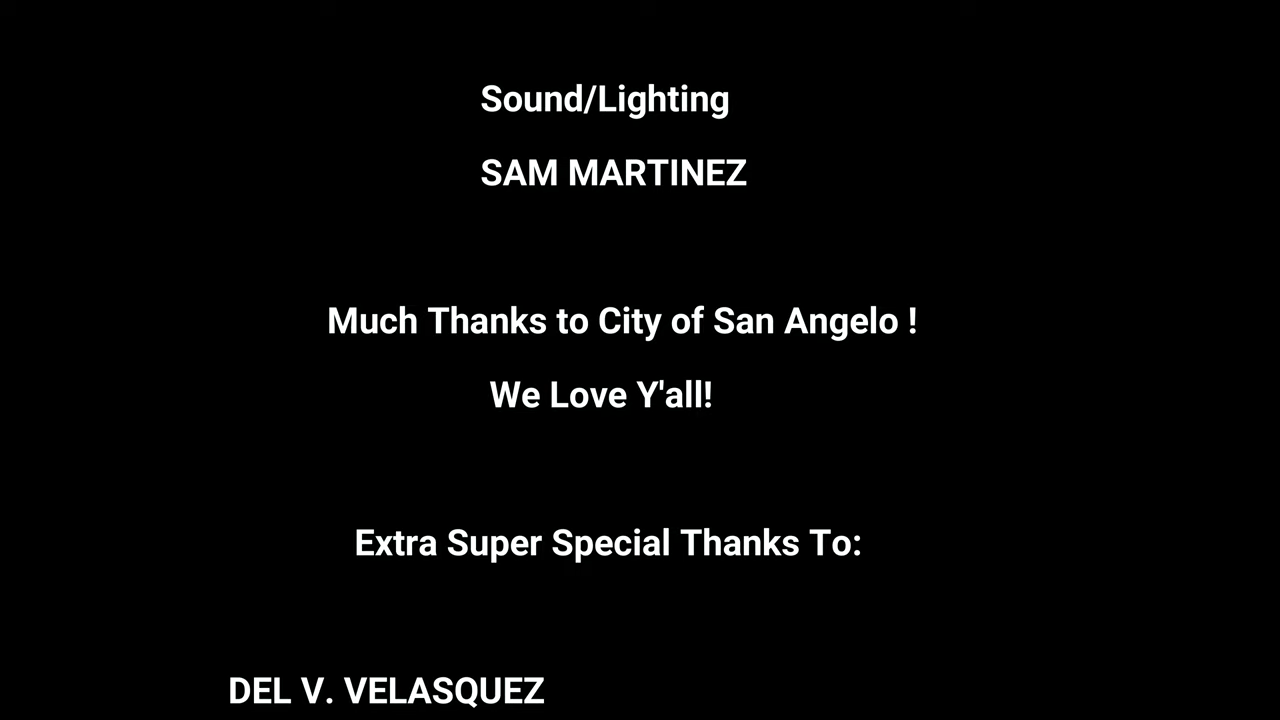 Sound/Lighting
SAM MARTINEZ
Much Thanks to City of San Angelo !
We Love Y'all!
Extra Super Special Thanks To:
DEL V. VELASQUEZ